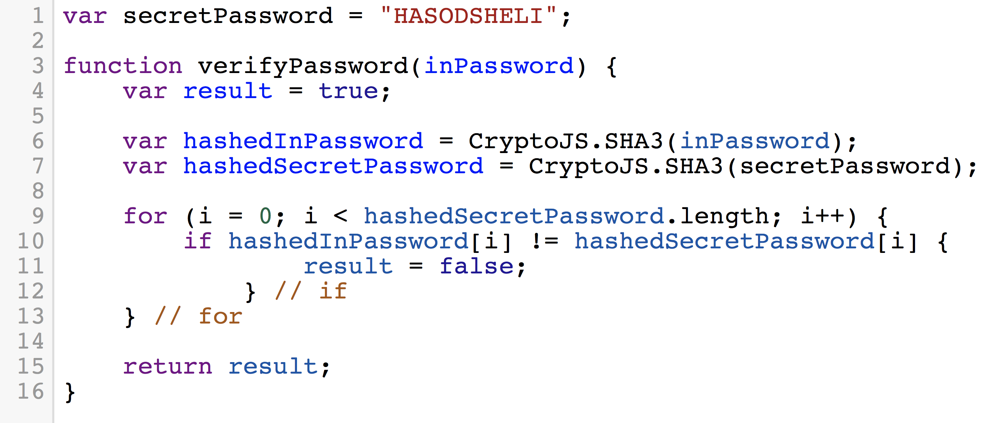 1 var secretPassword = "HASODSHELI";
2
3 function verifyPassword(inPassword) {
4     var result = true;
5
6     var hashedInPassword = CryptoJS.SHA3(inPassword);
7     var hashedSecretPassword = CryptoJS.SHA3(secretPassword);
8
9     for (i = 0; i < hashedSecretPassword.length; i++) {
10         if hashedInPassword[i] != hashedSecretPassword[i] {
11                 result = false;
12             } // if
13     } // for
14
15     return result;
16 }